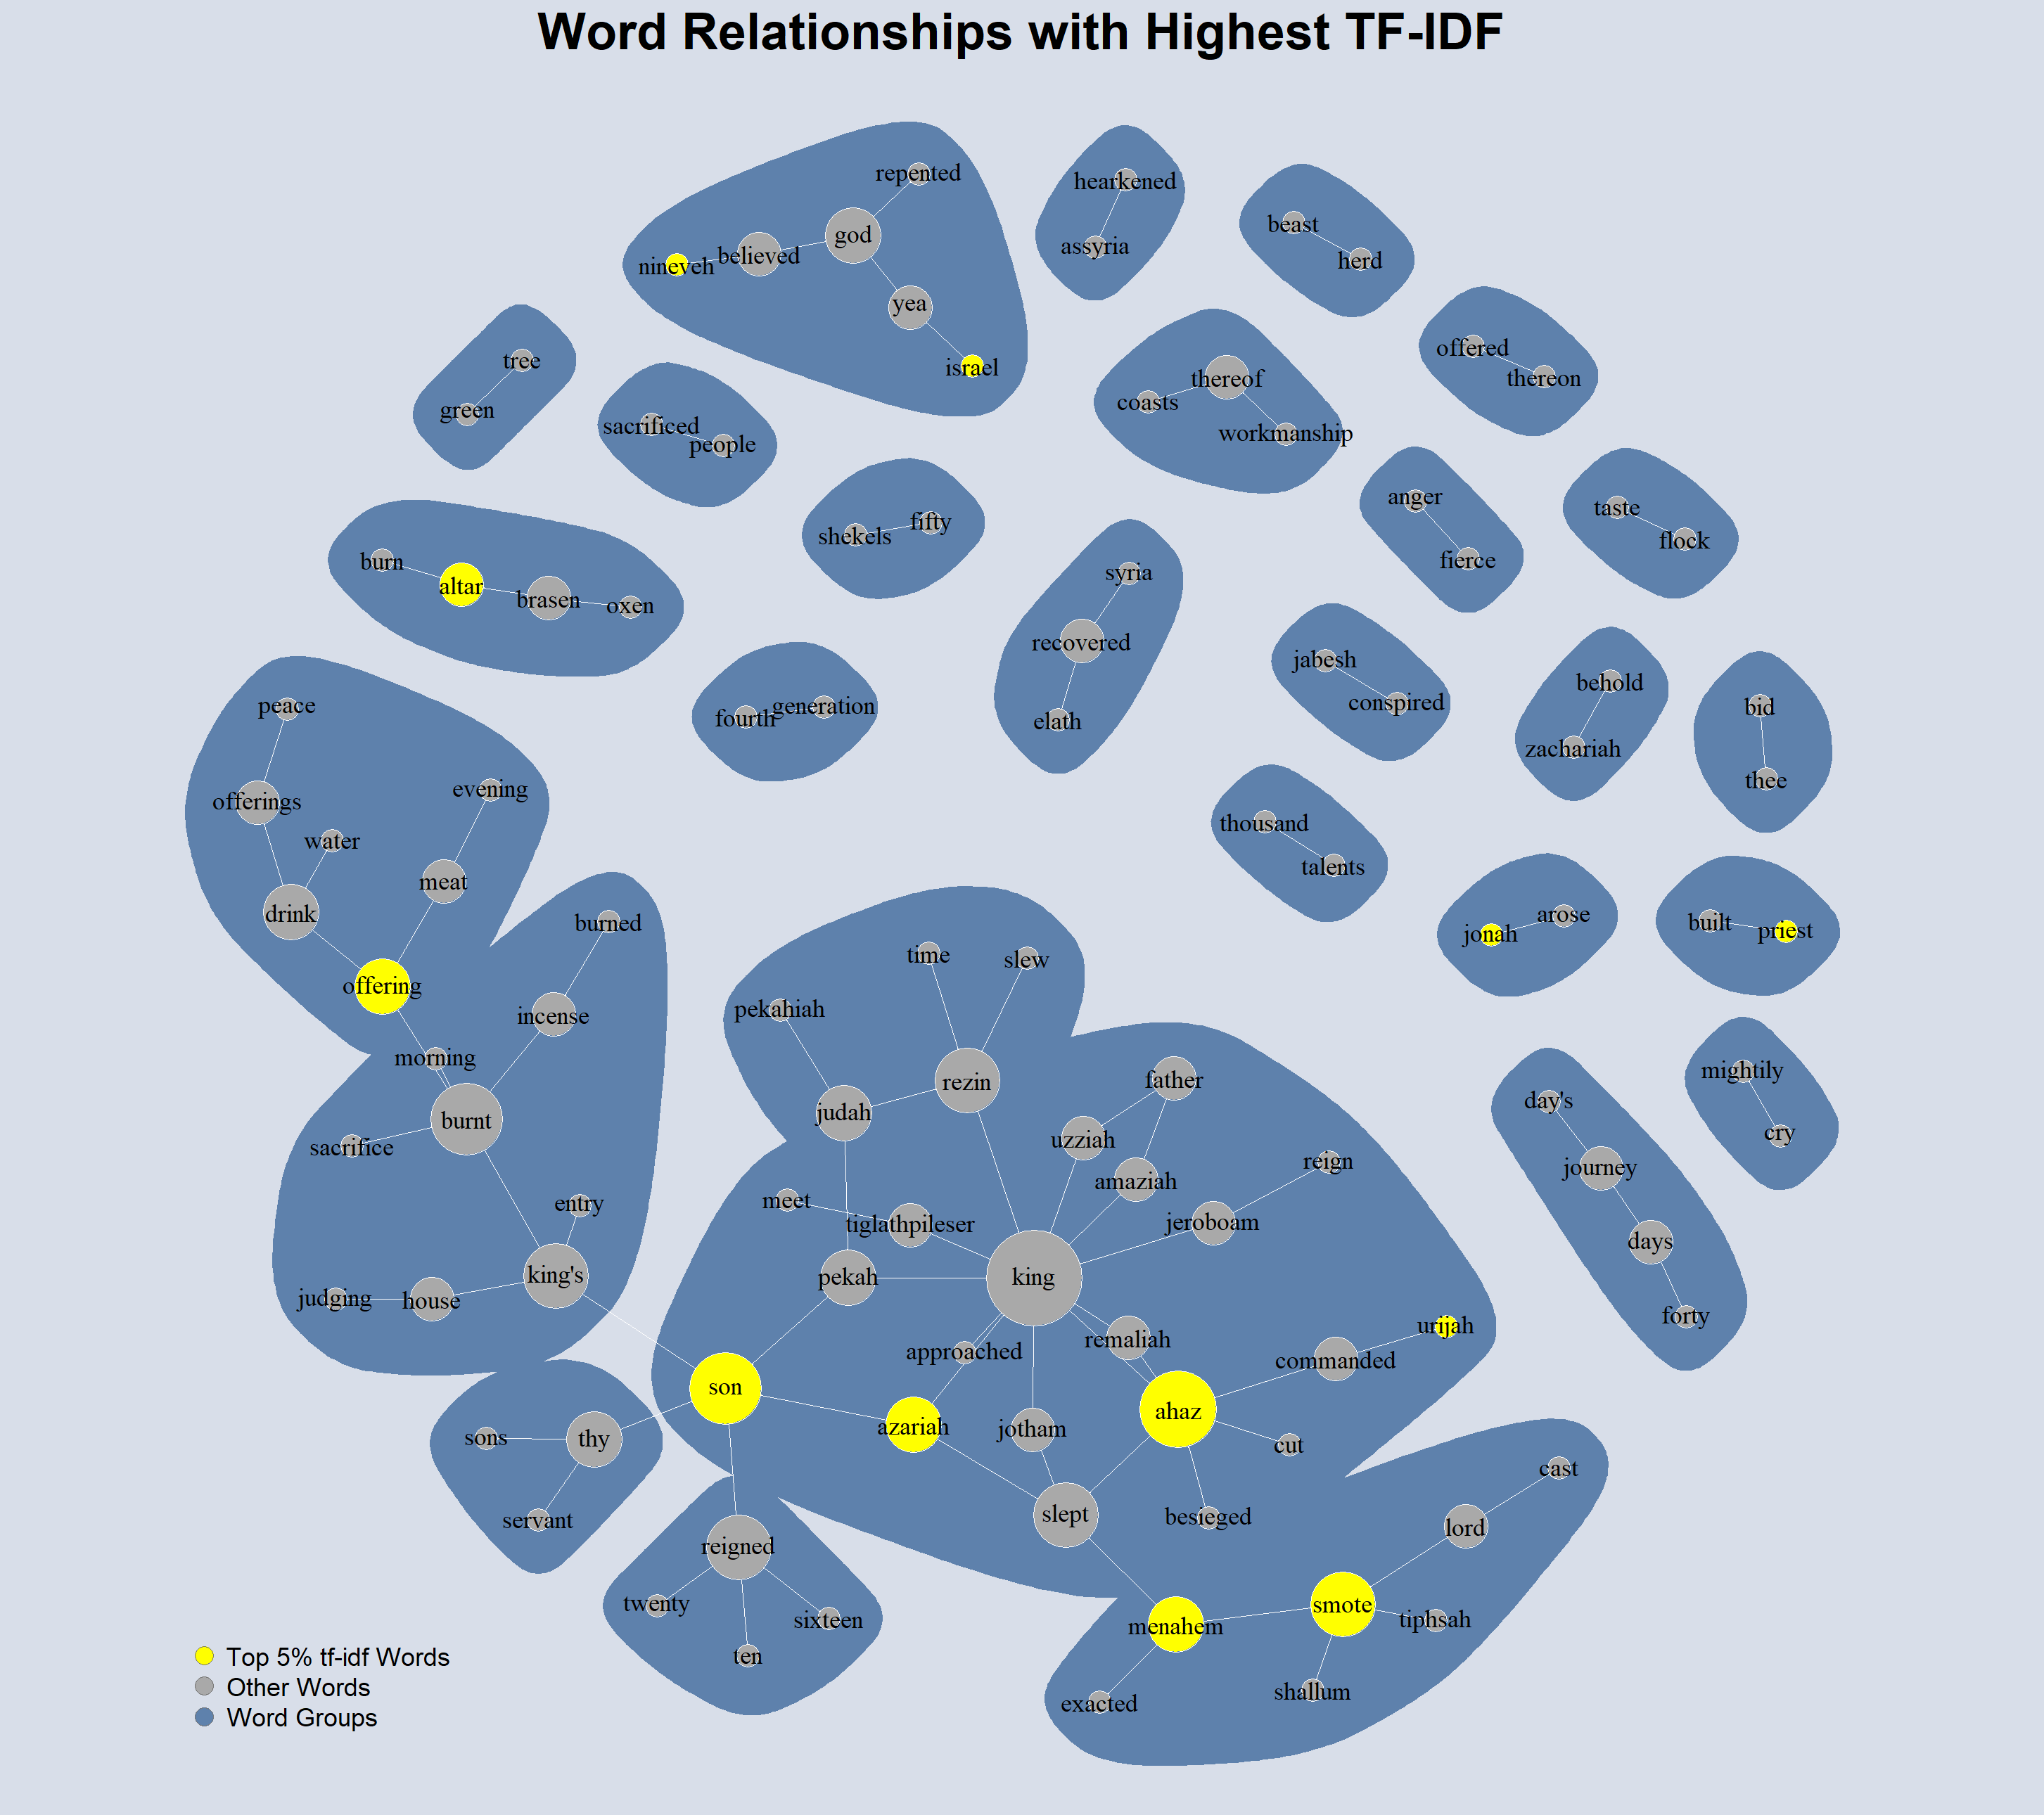 Word Relationships with Highest TF-IDF
repented
hearkened
god
beast
believed
nineveh
assyria
herd
yea
offered
tree
israel
thereof
thereon
green
coasts
sacrificed
people
workmanship
anger
taste
fifty
shekels
flock
burn
fierce
syria
altar
brasen
oxen
recovered
jabesh
behold
peace
generation
fourth
elath
conspired
bid
zachariah
evening
thee
offerings
water
thousand
meat
talents
drink
burned
arose
built
priest
jonah
time
slew
offering
pekahiah
incense
morning
rezin
father
mightily
day's
judah
burnt
cry
sacrifice
uzziah
reign
journey
amaziah
meet
entry
tiglathpileser
jeroboam
days
king's
pekah
king
judging
house
forty
urijah
approached
remaliah
commanded
son
ahaz
sons
thy
azariah
jotham
cut
cast
servant
slept
besieged
lord
reigned
twenty
sixteen
smote
tiphsah
menahem
ten
shallum
exacted
Top 5% tf-idf Words
Other Words
Word Groups